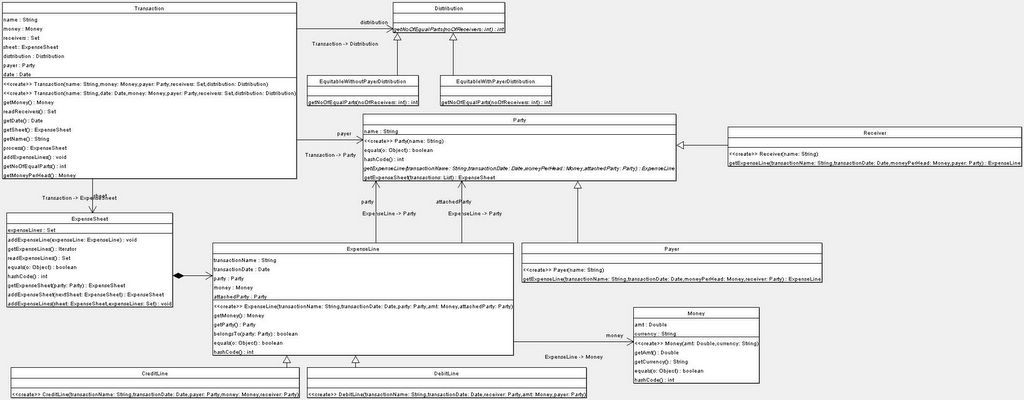 Transaction
name : String
money : Money
receivers : Set
sheet : ExpenseSheet
distribution : Distribution
payer : Party
date : Date
<<create>> Transaction(name: String,money: Money,payer: Party,receivers: Set,distribution: Distribution)
<<create>> Transaction(name: String,date: Date,money: Money,payer: Party,receivers: Set,distribution: Distribution)
getMoney() : Money
readReceivers() : Set
getDate() : Date
getSheet() : ExpenseSheet
getName() : String
process() : ExpenseSheet
addExpenseLines() : void
getNoOfEqualParts() : int
getMoneyPerHead() : Money
distribution
Transaction -> Distribution
Distribution
getNoOfEqualParts(noOfReceivers: int) : int
EquitableWithoutPayerDistribution
getNoOfEqualParts(noOfReceivers: int) : int
EquitableWithPayerDistribution
getNoOfEqualParts(noOfReceivers: int) : int
payer
Transaction -> Party
Party
name : String
<<create>> Party(name: String)
equals(o: Object) : boolean
hashCode() : int
getExpenseLine(transactionName: String,transactionDate: Date,moneyPerHead: Money,attachedParty: Party) : ExpenseLine
getExpenseSheet(transactions: List) : ExpenseSheet
Receiver
<<create>> Receiver(name: String)
getExpenseLine(transactionName: String,transactionDate: Date,moneyPerHead: Money,payer: Party) : ExpenseLine
sheet
Transaction -> ExpenseSheet
ExpenseSheet
expenseLines : Set
addExpenseLine(expenseLine: ExpenseLine) : void
getExpenseLines() : Iterator
readExpenseLines() : Set
equals(o: Object) : boolean
hashCode() : int
getExpenseSheet(party: Party) : ExpenseSheet
addExpenseSheet(nextSheet: ExpenseSheet) : ExpenseSheet
addExpenseLines(sheet: ExpenseSheet,expenseLines: Set) : void
party
ExpenseLine -> Party
attachedParty
ExpenseLine -> Party
ExpenseLine
transactionName : String
transactionDate : Date
party : Party
money : Money
attachedParty : Party
<<create>> ExpenseLine(transactionName: String,transactionDate: Date,party: Party,amt: Money,attachedParty: Party)
getMoney() : Money
getParty() : Party
belongsTo(party: Party) : boolean
equals(o: Object) : boolean
hashCode() : int
Payer
<<create>> Payer(name: String)
getExpenseLine(transactionName: String,transactionDate: Date,moneyPerHead: Money,receiver: Party) : ExpenseLine
money
ExpenseLine -> Money
Money
amt : Double
currency : String
<<create>> Money(amt: Double,currency: String)
getAmt() : Double
getCurrency() : String
equals(o: Object) : boolean
hashCode() : int
CreditLine
<<create>> CreditLine(transactionName: String,transactionDate: Date,payer: Party,money: Money,receiver: Party)
DebitLine
<<create>> DebitLine(transactionName: String,transactionDate: Date,receiver: Party,amt: Money,payer: Party)